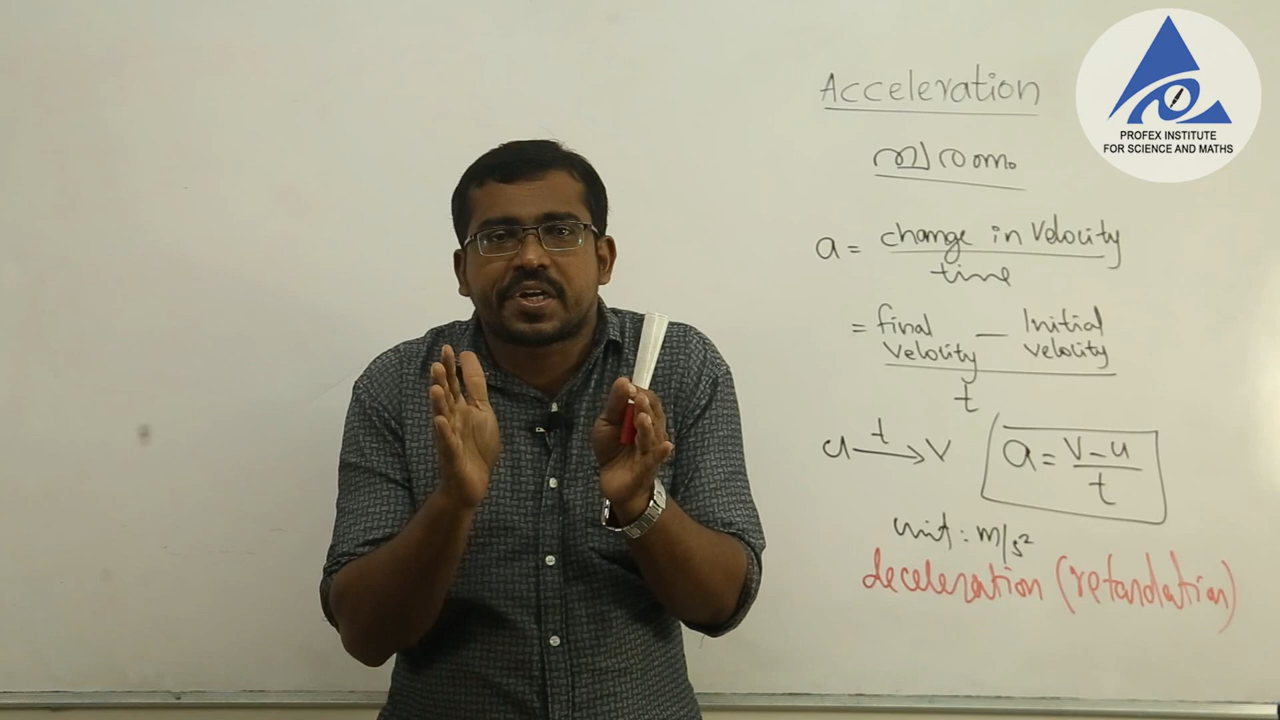 Acceleration
ത്വരണം
a = change in velocity
time
= final velocity — Initial velocity
t
u t → v
a = v – u
t
unit : m/s²
deceleration (retardation)
PROFEX INSTITUTE
FOR SCIENCE AND MATHS